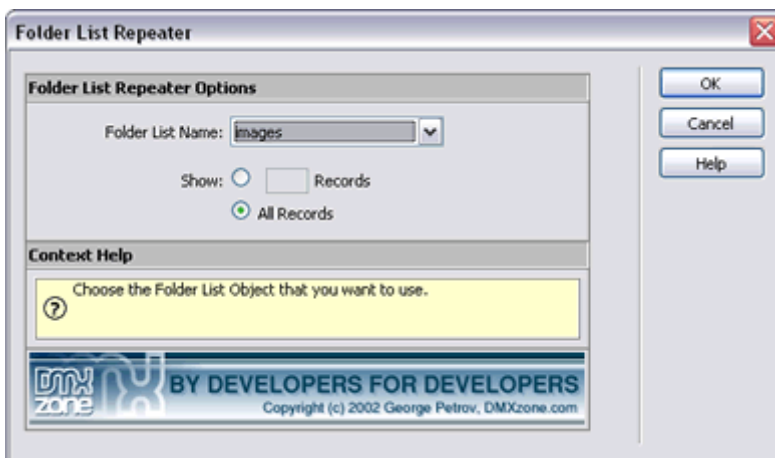 Folder List Repeater
Folder List Repeater Options
Folder List Name: images
Show: Records
All Records
OK
Cancel
Help
Context Help
Choose the Folder List Object that you want to use.
DMX
zone
BY DEVELOPERS FOR DEVELOPERS
Copyright (c) 2002 George Petrov, DMXzone.com